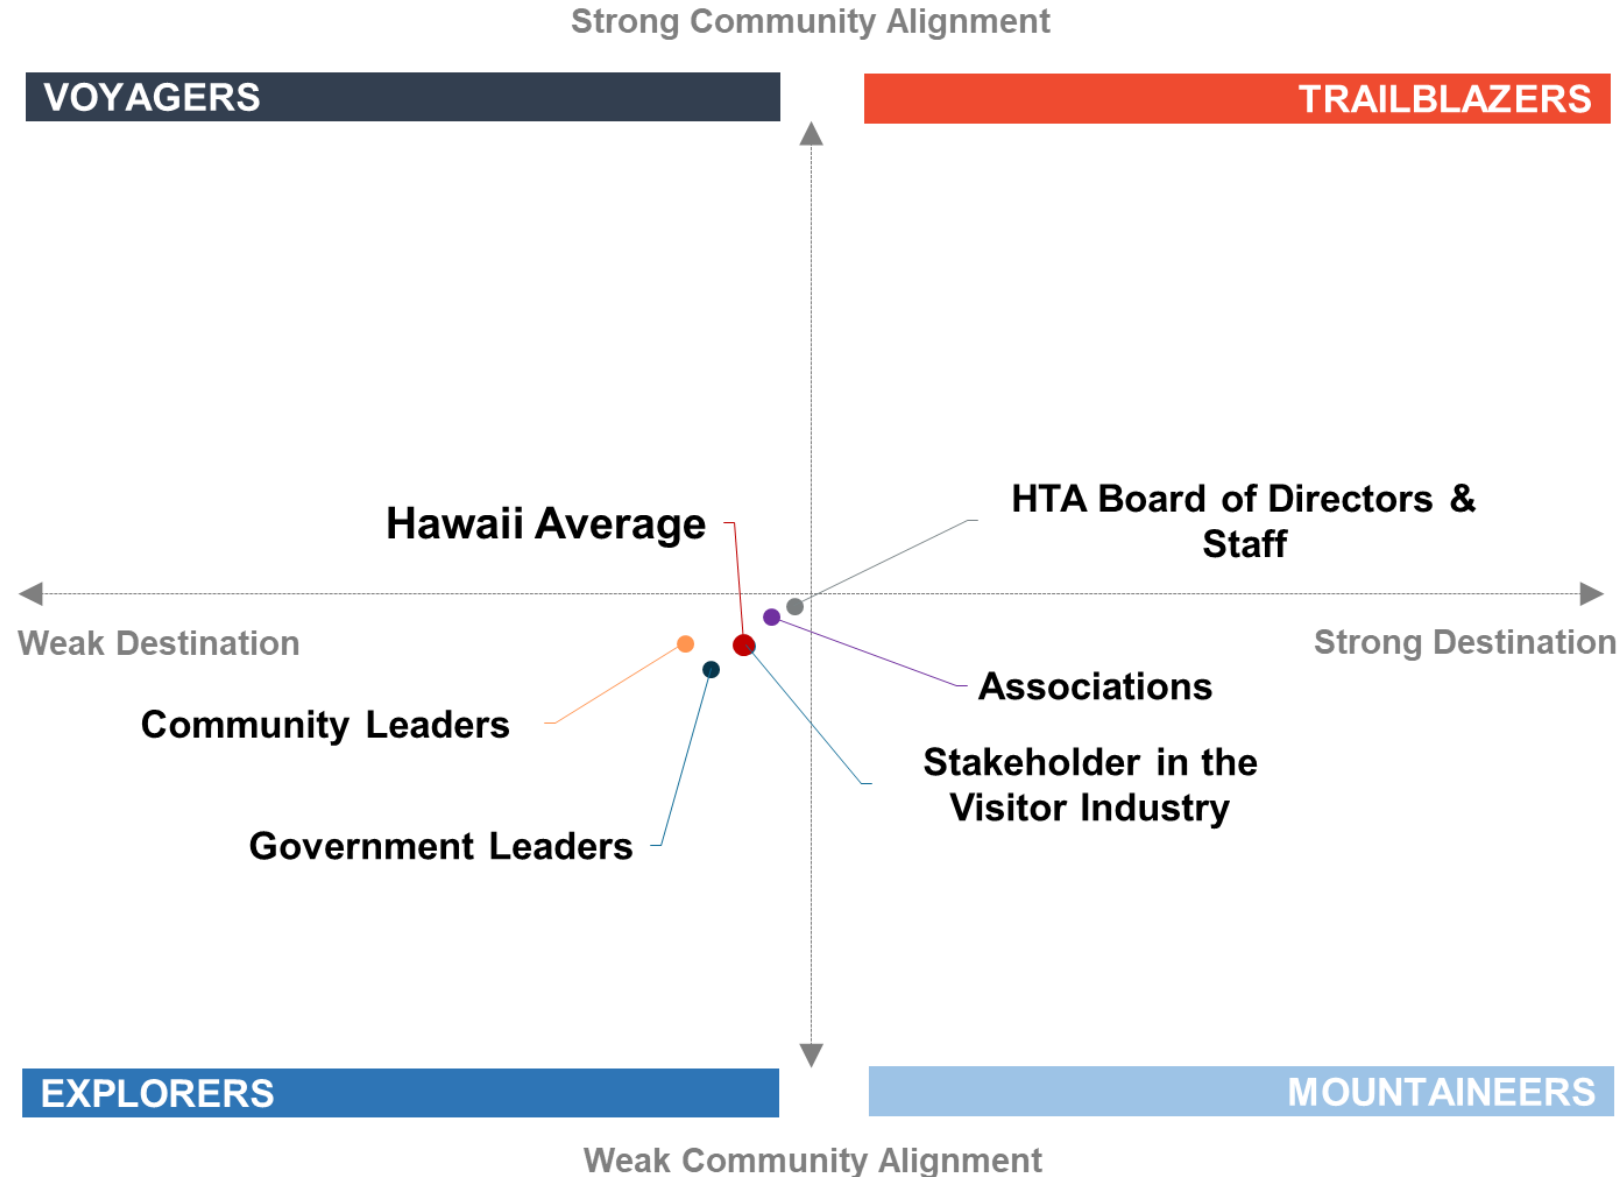 Strong Community Alignment
VOYAGERS
TRAILBLAZERS
HTA Board of Directors &
Staff
Hawaii Average
Weak Destination
Strong Destination
Associations
Community Leaders
Stakeholder in the
Visitor Industry
Government Leaders
EXPLORERS
MOUNTAINEERS
Weak Community Alignment